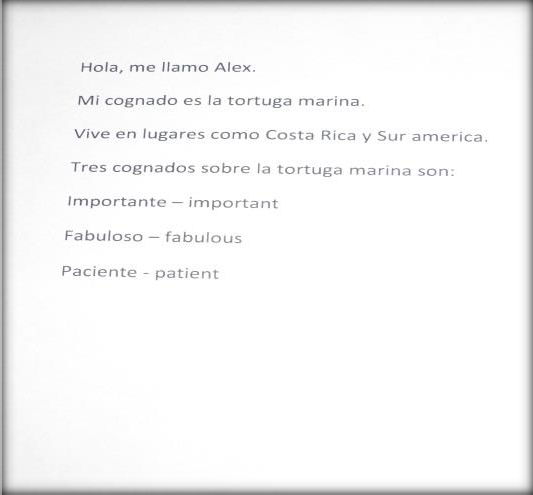 Hola, me llamo Alex.
Mi cognado es la tortuga marina.
Vive en lugares como Costa Rica y Sur america.
Tres cognados sobre la tortuga marina son:
Importante – important
Fabuloso – fabulous
Paciente - patient